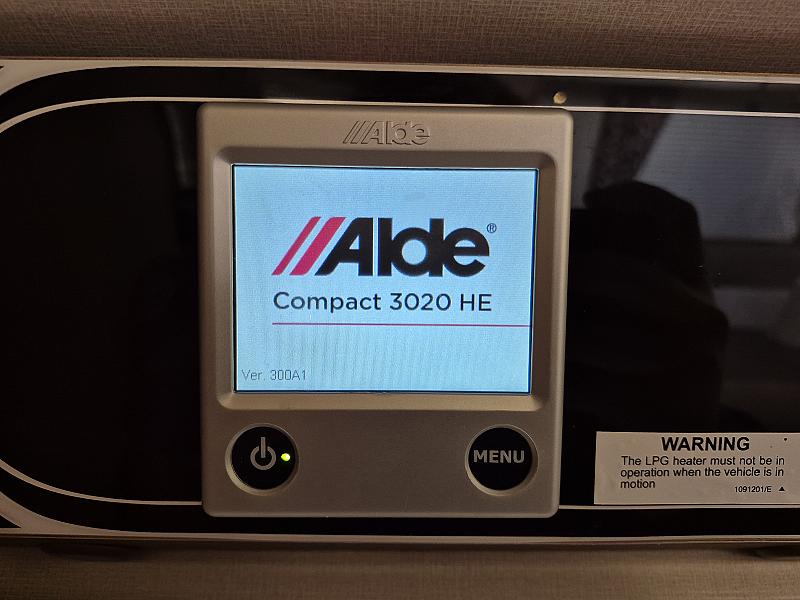 Alde
Alde®
Compact 3020 HE
Ver. 300A1
MENU
WARNING
The LPG heater must not be in
operation when the vehicle is in
motion
1091201/E ▲